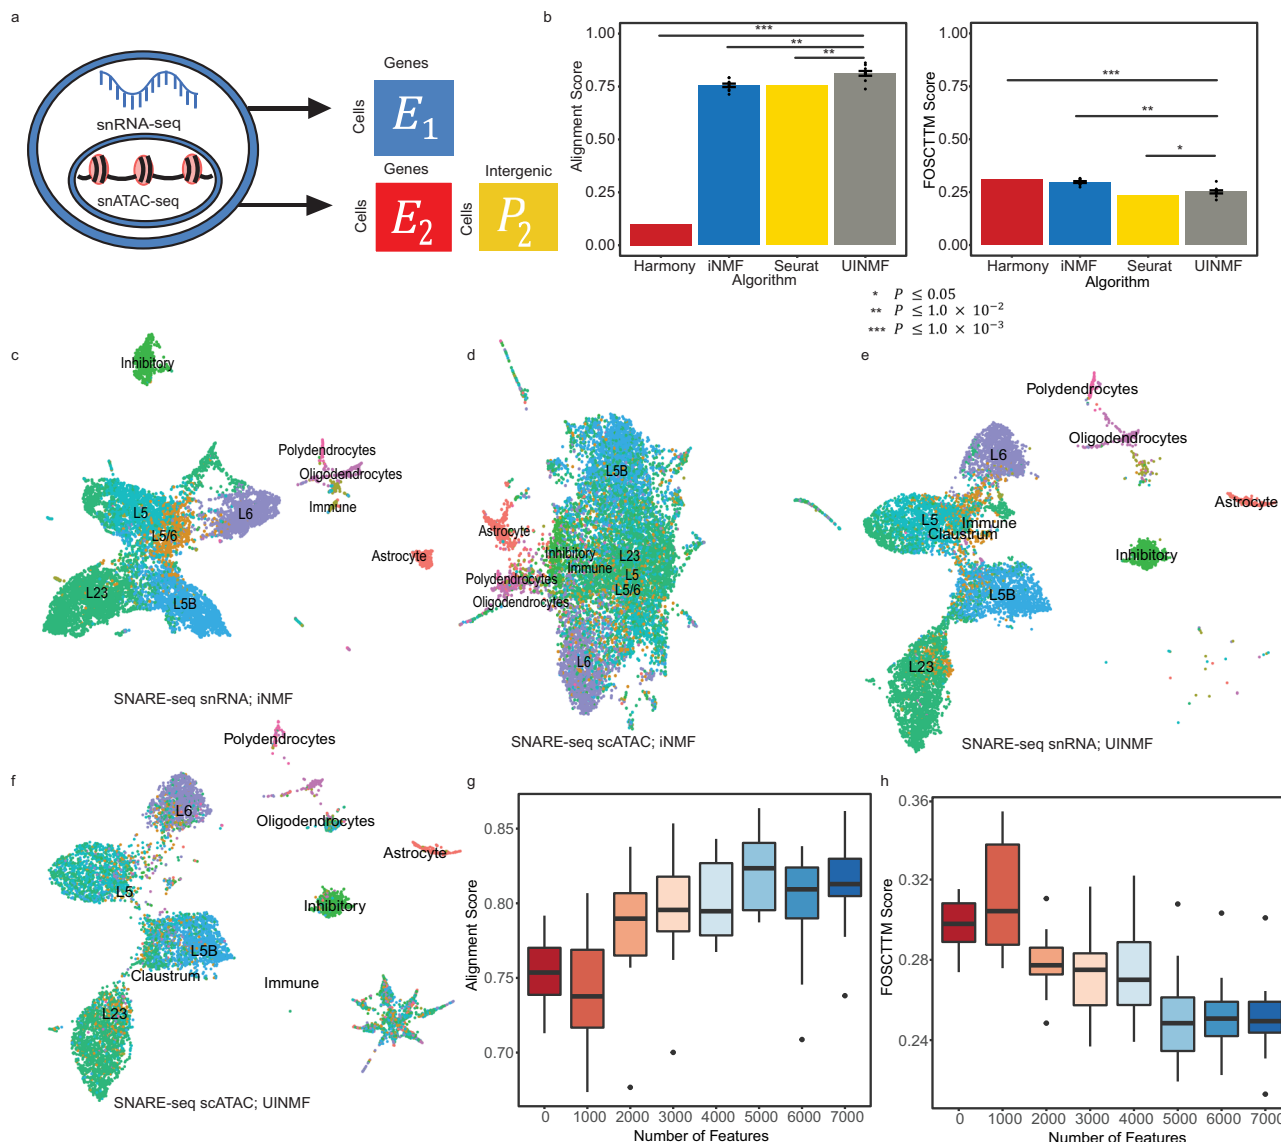 a
snRNA-seq
snATAC-seq
Genes
Cells
E1
Genes
Intergenic
Cells
E2
Cells
P2
b
Alignment Score
1.00
0.75
0.50
0.25
0.00
***
**
**
Harmony iNMF Seurat UINMF
Algorithm
FOSCTTM Score
1.00
0.75
0.50
0.25
0.00
***
**
*
Harmony iNMF Seurat UINMF
Algorithm
* P ≤ 0.05
** P ≤ 1.0 × 10⁻²
*** P ≤ 1.0 × 10⁻³
c
Inhibitory
Polydendrocytes
Oligodendrocytes
Immune
L5
L6
L5/6
Astrocyte
L23
L5B
SNARE-seq snRNA; iNMF
d
L5B
Astrocyte
Inhibitory
L23
Immune
L5
Polydendrocytes
L5/6
Oligodendrocytes
L6
SNARE-seq scATAC; iNMF
e
Polydendrocytes
Oligodendrocytes
L6
Astrocyte
L5
Immune
Claustrum
Inhibitory
L5B
L23
SNARE-seq snRNA; UINMF
f
Polydendrocytes
L6
Oligodendrocytes
Astrocyte
L5
Inhibitory
L5B
Claustrum
Immune
L23
SNARE-seq scATAC; UINMF
g
Alignment Score
0.85
0.80
0.75
0.70
0 1000 2000 3000 4000 5000 6000 7000
Number of Features
h
FOSCTTM Score
0.36
0.32
0.28
0.24
0 1000 2000 3000 4000 5000 6000 7000
Number of Features